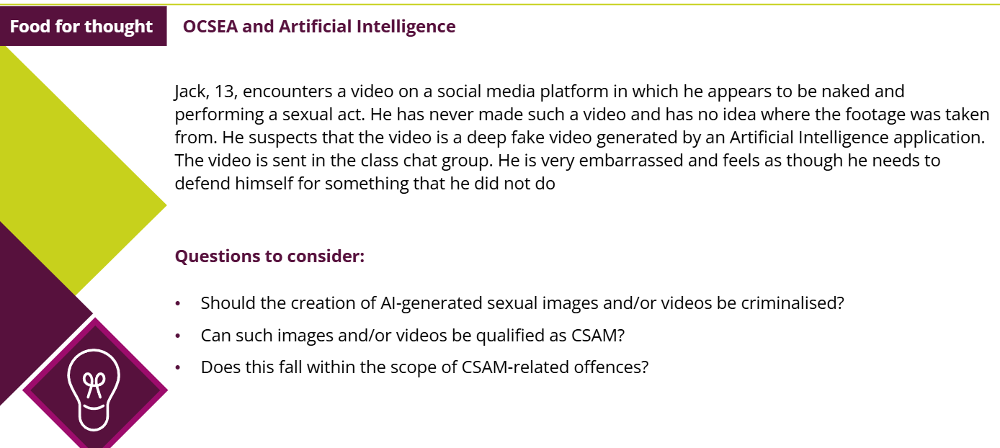 Food for thought
OCSEA and Artificial Intelligence
Jack, 13, encounters a video on a social media platform in which he appears to be naked and
performing a sexual act. He has never made such a video and has no idea where the footage was taken
from. He suspects that the video is a deep fake video generated by an Artificial Intelligence application.
The video is sent in the class chat group. He is very embarrassed and feels as though he needs to
defend himself for something that he did not do
Questions to consider:
• Should the creation of AI-generated sexual images and/or videos be criminalised?
• Can such images and/or videos be qualified as CSAM?
• Does this fall within the scope of CSAM-related offences?